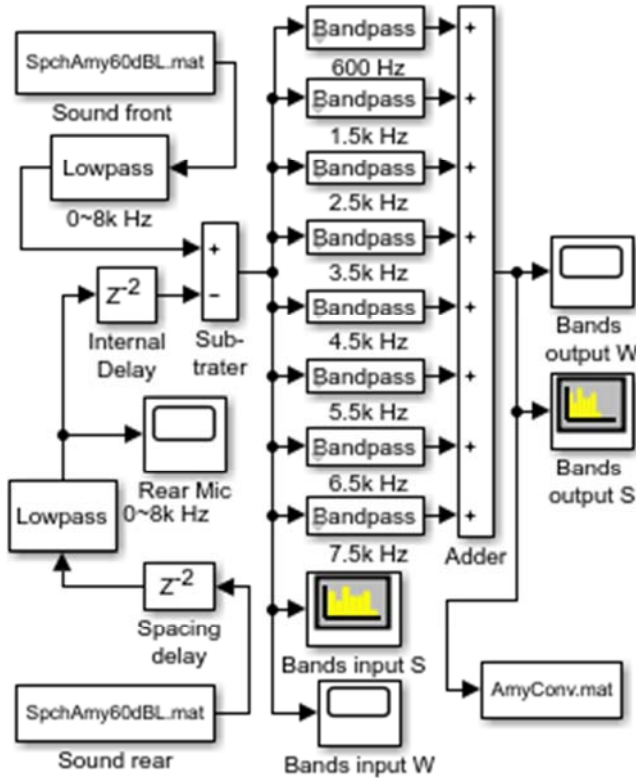 SpchAmy60dBL.mat
Sound front
Lowpass
0~8k Hz
+
−
Sub-
trater
Z-2
Internal
Delay
Rear Mic
Lowpass
0~8k Hz
Z-2
Spacing
delay
SpchAmy60dBL.mat
Sound rear
Bandpass
600 Hz
Bandpass
1.5k Hz
Bandpass
2.5k Hz
Bandpass
3.5k Hz
Bandpass
4.5k Hz
Bandpass
5.5k Hz
Bandpass
6.5k Hz
Bandpass
7.5k Hz
Bands input S
Bands input W
+
+
+
+
+
+
+
+
Adder
Bands
output W
Bands
output S
AmyConv.mat